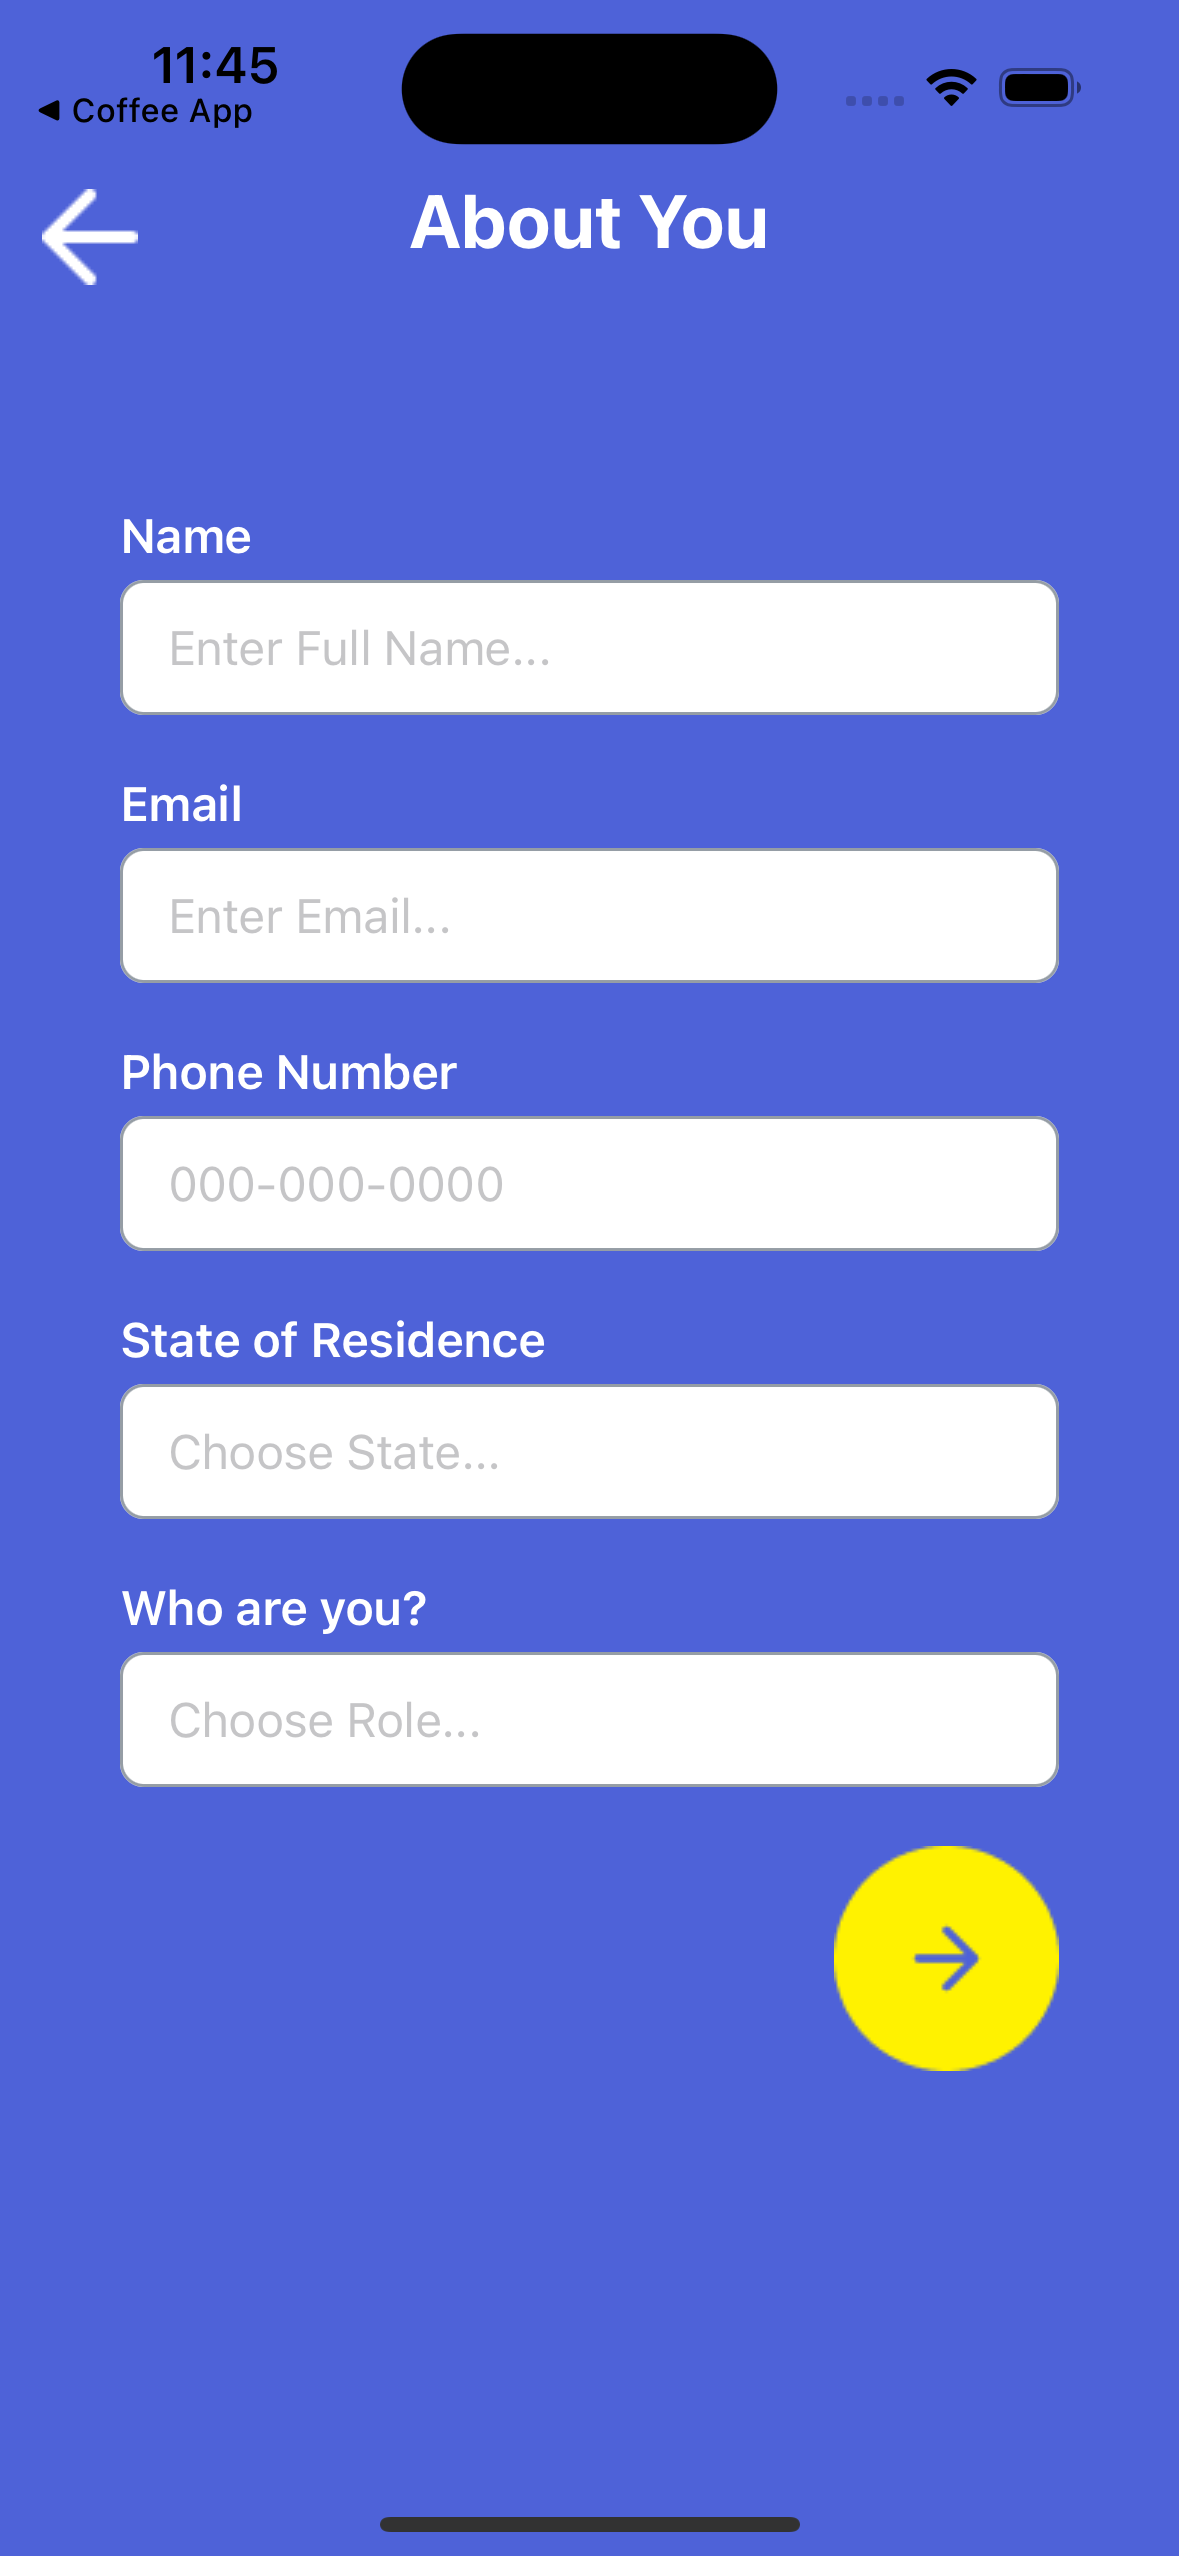 11:45
◀ Coffee App
About You
Name
Enter Full Name...
Email
Enter Email...
Phone Number
000-000-0000
State of Residence
Choose State...
Who are you?
Choose Role...